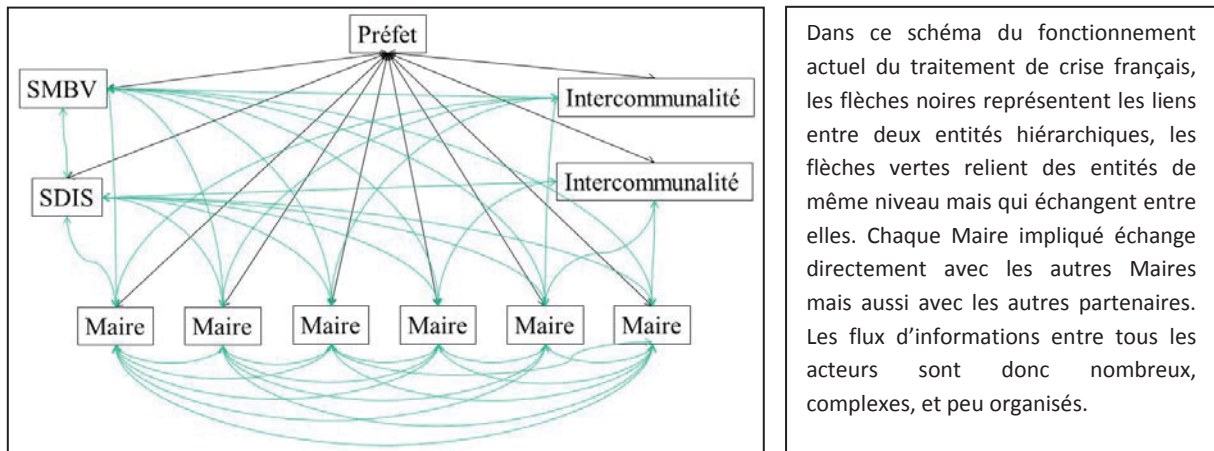 Préfet
SMBV
Intercommunalité
Intercommunalité
SDIS
Maire Maire Maire Maire Maire Maire
Dans ce schéma du fonctionnement
actuel du traitement de crise français,
les flèches noires représentent les liens
entre deux entités hiérarchiques, les
flèches vertes relient des entités de
même niveau mais qui échangent entre
elles. Chaque Maire impliqué échange
directement avec les autres Maires
mais aussi avec les autres partenaires.
Les flux d’informations entre tous les
acteurs sont donc nombreux,
complexes, et peu organisés.